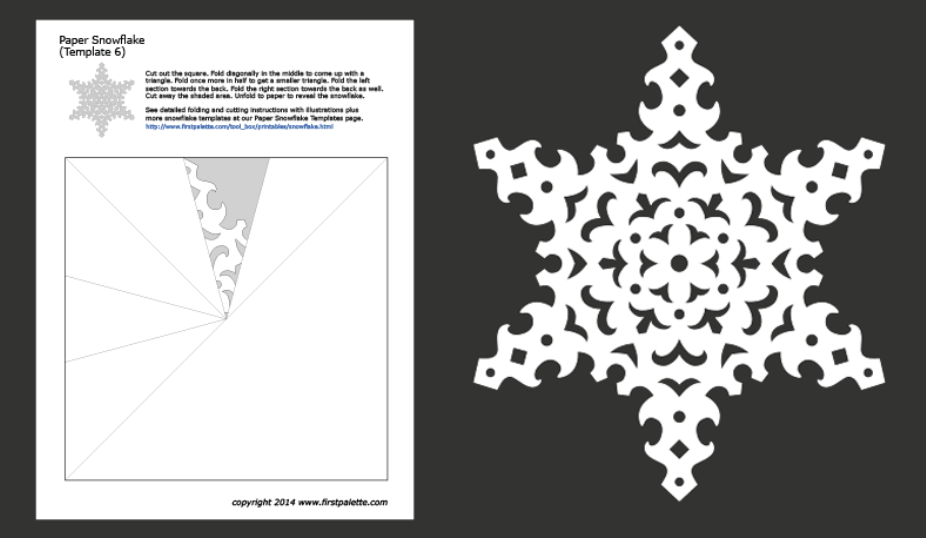 Paper Snowflake
(Template 6)
Cut out the square. Fold diagonally in the middle to come up with a
triangle. Fold once more in half to get a smaller triangle. Fold the left
section towards the back. Fold the right section towards the back as well.
Cut away the shaded area. Unfold to paper to reveal the snowflake.
See detailed folding and cutting instructions with illustrations plus
more snowflake templates at our Paper Snowflake Templates page.
http://www.firstpalette.com/tool_box/printables/snowflake.html
copyright 2014 www.firstpalette.com